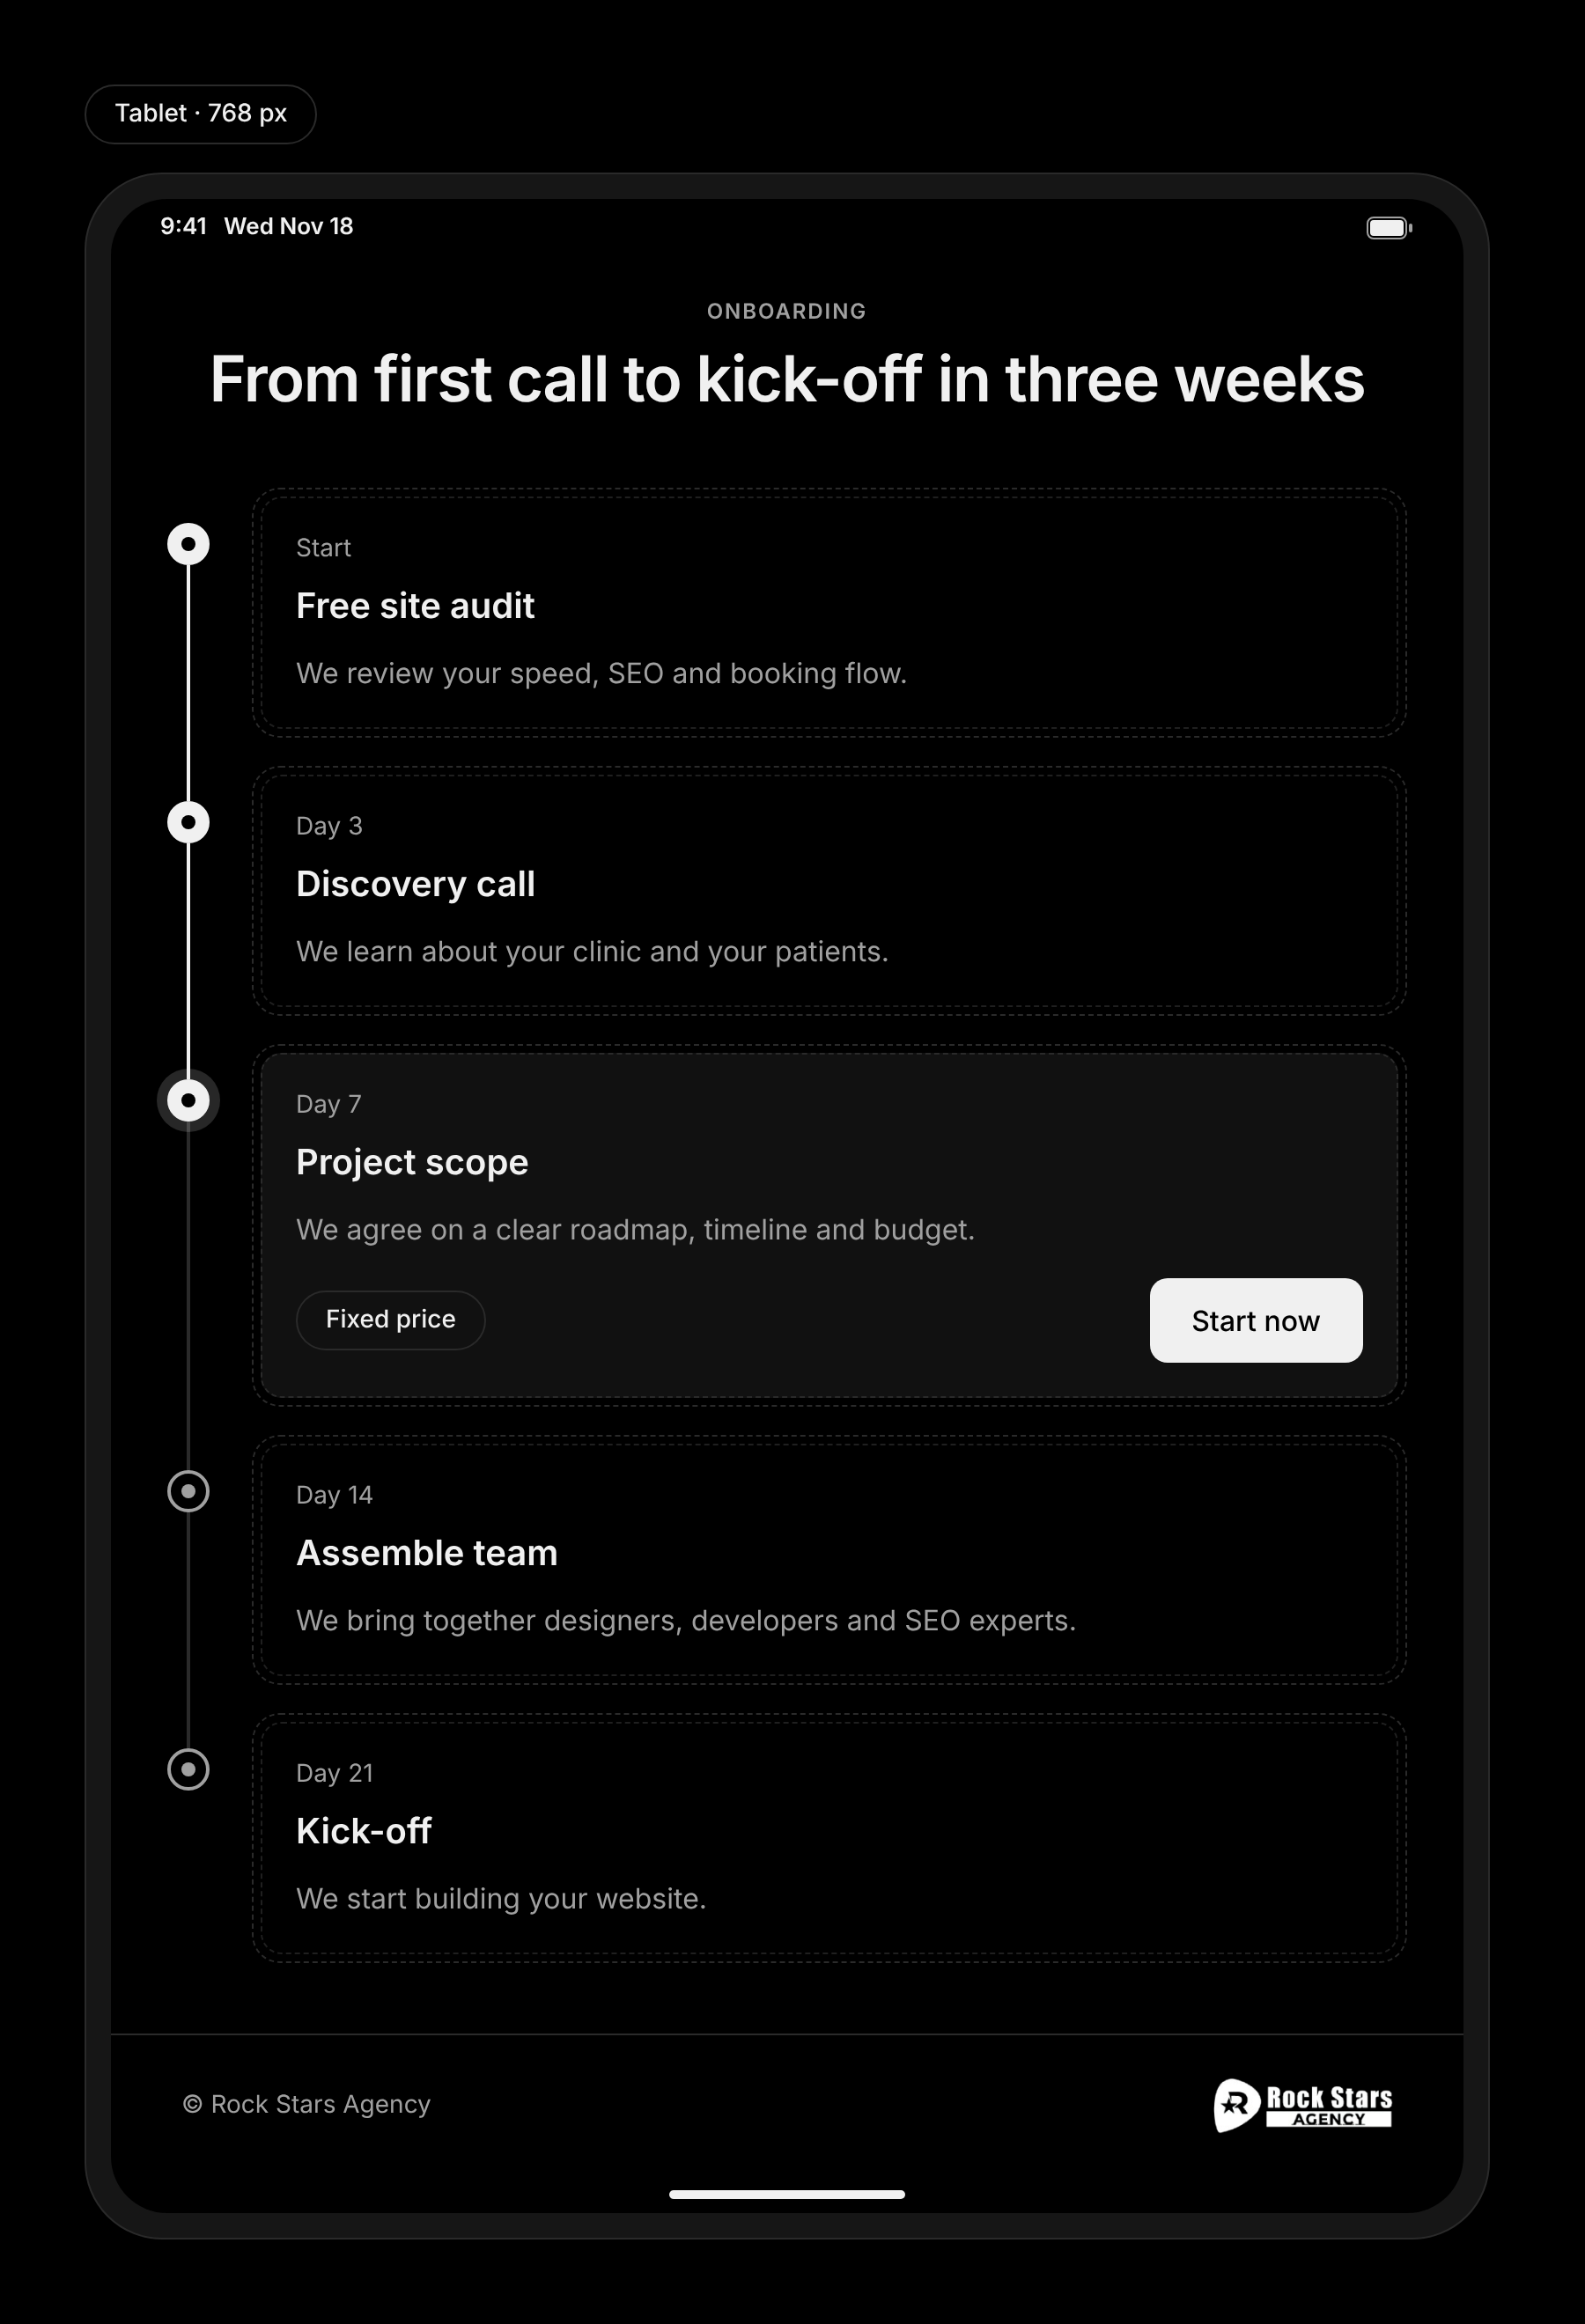 Tablet · 768 px
9:41 Wed Nov 18
ONBOARDING
From first call to kick-off in three weeks
Start
Free site audit
We review your speed, SEO and booking flow.
Day 3
Discovery call
We learn about your clinic and your patients.
Day 7
Project scope
We agree on a clear roadmap, timeline and budget.
Fixed price
Start now
Day 14
Assemble team
We bring together designers, developers and SEO experts.
Day 21
Kick-off
We start building your website.
© Rock Stars Agency
R
Rock Stars
AGENCY